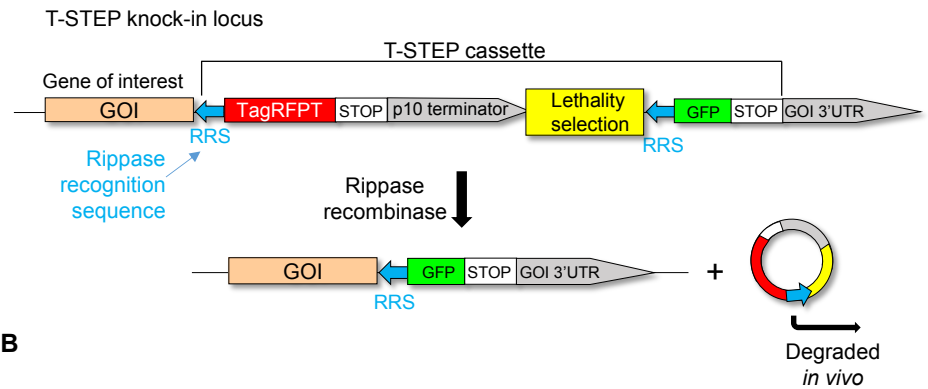 T-STEP knock-in locus
T-STEP cassette
Gene of interest
GOI
TagRFPT
STOP
p10 terminator
Lethality
selection
GFP
STOP
GOI 3'UTR
RRS
RRS
Rippase
recognition
sequence
Rippase
recombinase
GOI
GFP
STOP
GOI 3'UTR
+
RRS
B
Degraded
in vivo